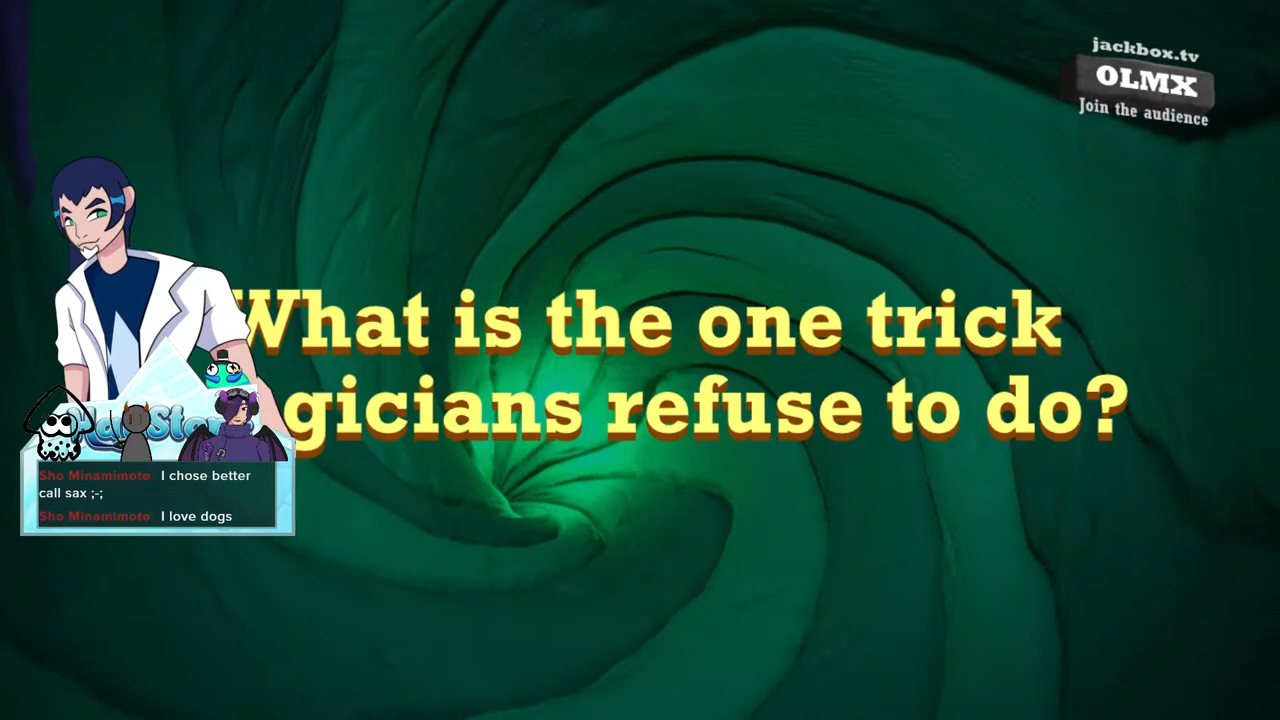 jackbox.tv
OLMX
Join the audience
What is the one trick
gicians refuse to do?
Sho Minamimoto: I chose better
call sax ;-;
Sho Minamimoto: I love dogs